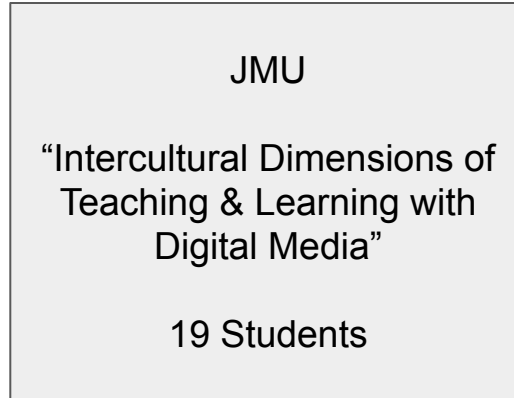 JMU
“Intercultural Dimensions of
Teaching & Learning with
Digital Media”
19 Students